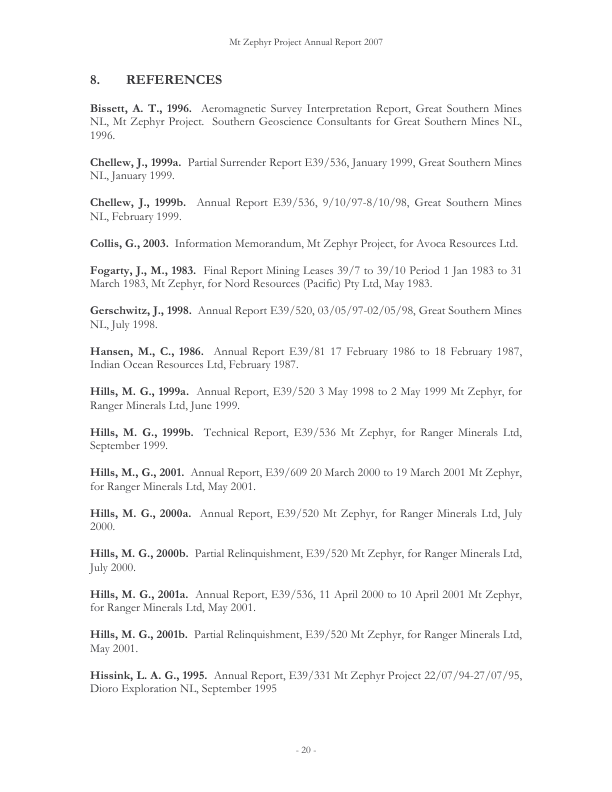 Mt Zephyr Project Annual Report 2007
8. REFERENCES
Bissett, A. T., 1996. Aeromagnetic Survey Interpretation Report, Great Southern Mines
NL, Mt Zephyr Project. Southern Geoscience Consultants for Great Southern Mines NL,
1996.
Chellew, J., 1999a. Partial Surrender Report E39/536, January 1999, Great Southern Mines
NL, January 1999.
Chellew, J., 1999b. Annual Report E39/536, 9/10/97-8/10/98, Great Southern Mines
NL, February 1999.
Collis, G., 2003. Information Memorandum, Mt Zephyr Project, for Avoca Resources Ltd.
Fogarty, J., M., 1983. Final Report Mining Leases 39/7 to 39/10 Period 1 Jan 1983 to 31
March 1983, Mt Zephyr, for Nord Resources (Pacific) Pty Ltd, May 1983.
Gerschwitz, J., 1998. Annual Report E39/520, 03/05/97-02/05/98, Great Southern Mines
NL, July 1998.
Hansen, M., C., 1986. Annual Report E39/81 17 February 1986 to 18 February 1987,
Indian Ocean Resources Ltd, February 1987.
Hills, M. G., 1999a. Annual Report, E39/520 3 May 1998 to 2 May 1999 Mt Zephyr, for
Ranger Minerals Ltd, June 1999.
Hills, M. G., 1999b. Technical Report, E39/536 Mt Zephyr, for Ranger Minerals Ltd,
September 1999.
Hills, M., G., 2001. Annual Report, E39/609 20 March 2000 to 19 March 2001 Mt Zephyr,
for Ranger Minerals Ltd, May 2001.
Hills, M. G., 2000a. Annual Report, E39/520 Mt Zephyr, for Ranger Minerals Ltd, July
2000.
Hills, M. G., 2000b. Partial Relinquishment, E39/520 Mt Zephyr, for Ranger Minerals Ltd,
July 2000.
Hills, M. G., 2001a. Annual Report, E39/536, 11 April 2000 to 10 April 2001 Mt Zephyr,
for Ranger Minerals Ltd, May 2001.
Hills, M. G., 2001b. Partial Relinquishment, E39/520 Mt Zephyr, for Ranger Minerals Ltd,
May 2001.
Hissink, L. A. G., 1995. Annual Report, E39/331 Mt Zephyr Project 22/07/94-27/07/95,
Dioro Exploration NL, September 1995
- 20 -